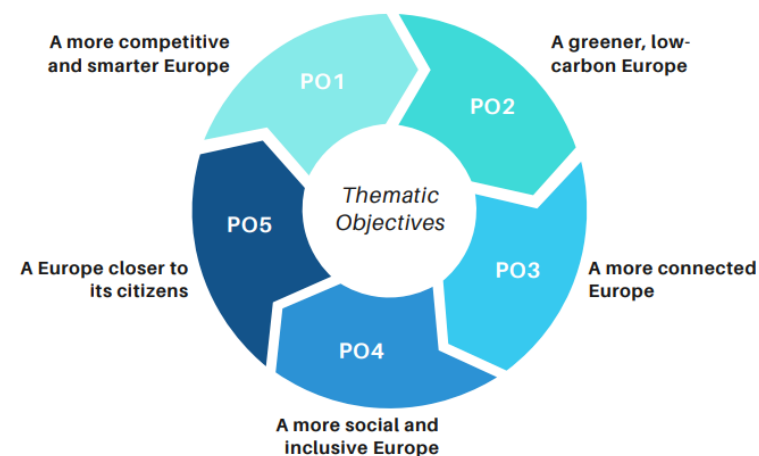 A more competitive
and smarter Europe
PO1
A greener, low-
carbon Europe
PO2
Thematic
Objectives
PO5
A Europe closer to
its citizens
PO3
A more connected
Europe
PO4
A more social and
inclusive Europe